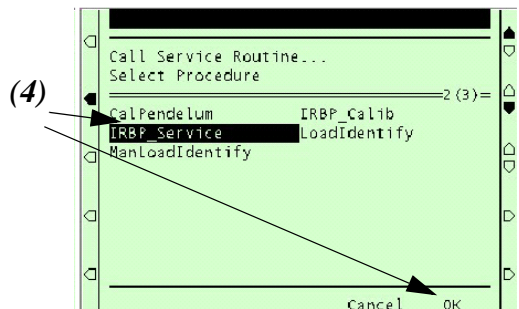 Call Service Routine...
Select Procedure
2(3)=
(4)
CalPendelum IRBP_Calib
IRBP_Service LoadIdentify
ManLoadIdentify
Cancel OK